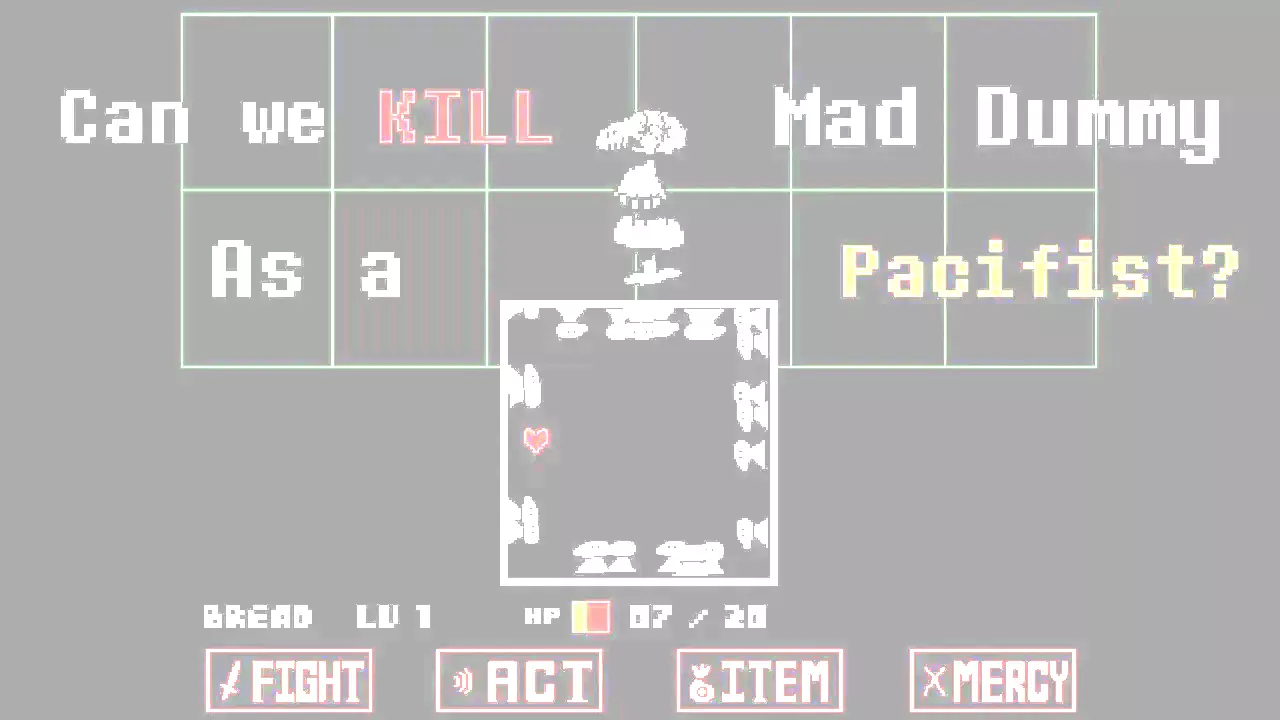 Can we KILL Mad Dummy
As a Pacifist?
BREAD LV 1 HP 07 / 20
FIGHT ACT ITEM MERCY